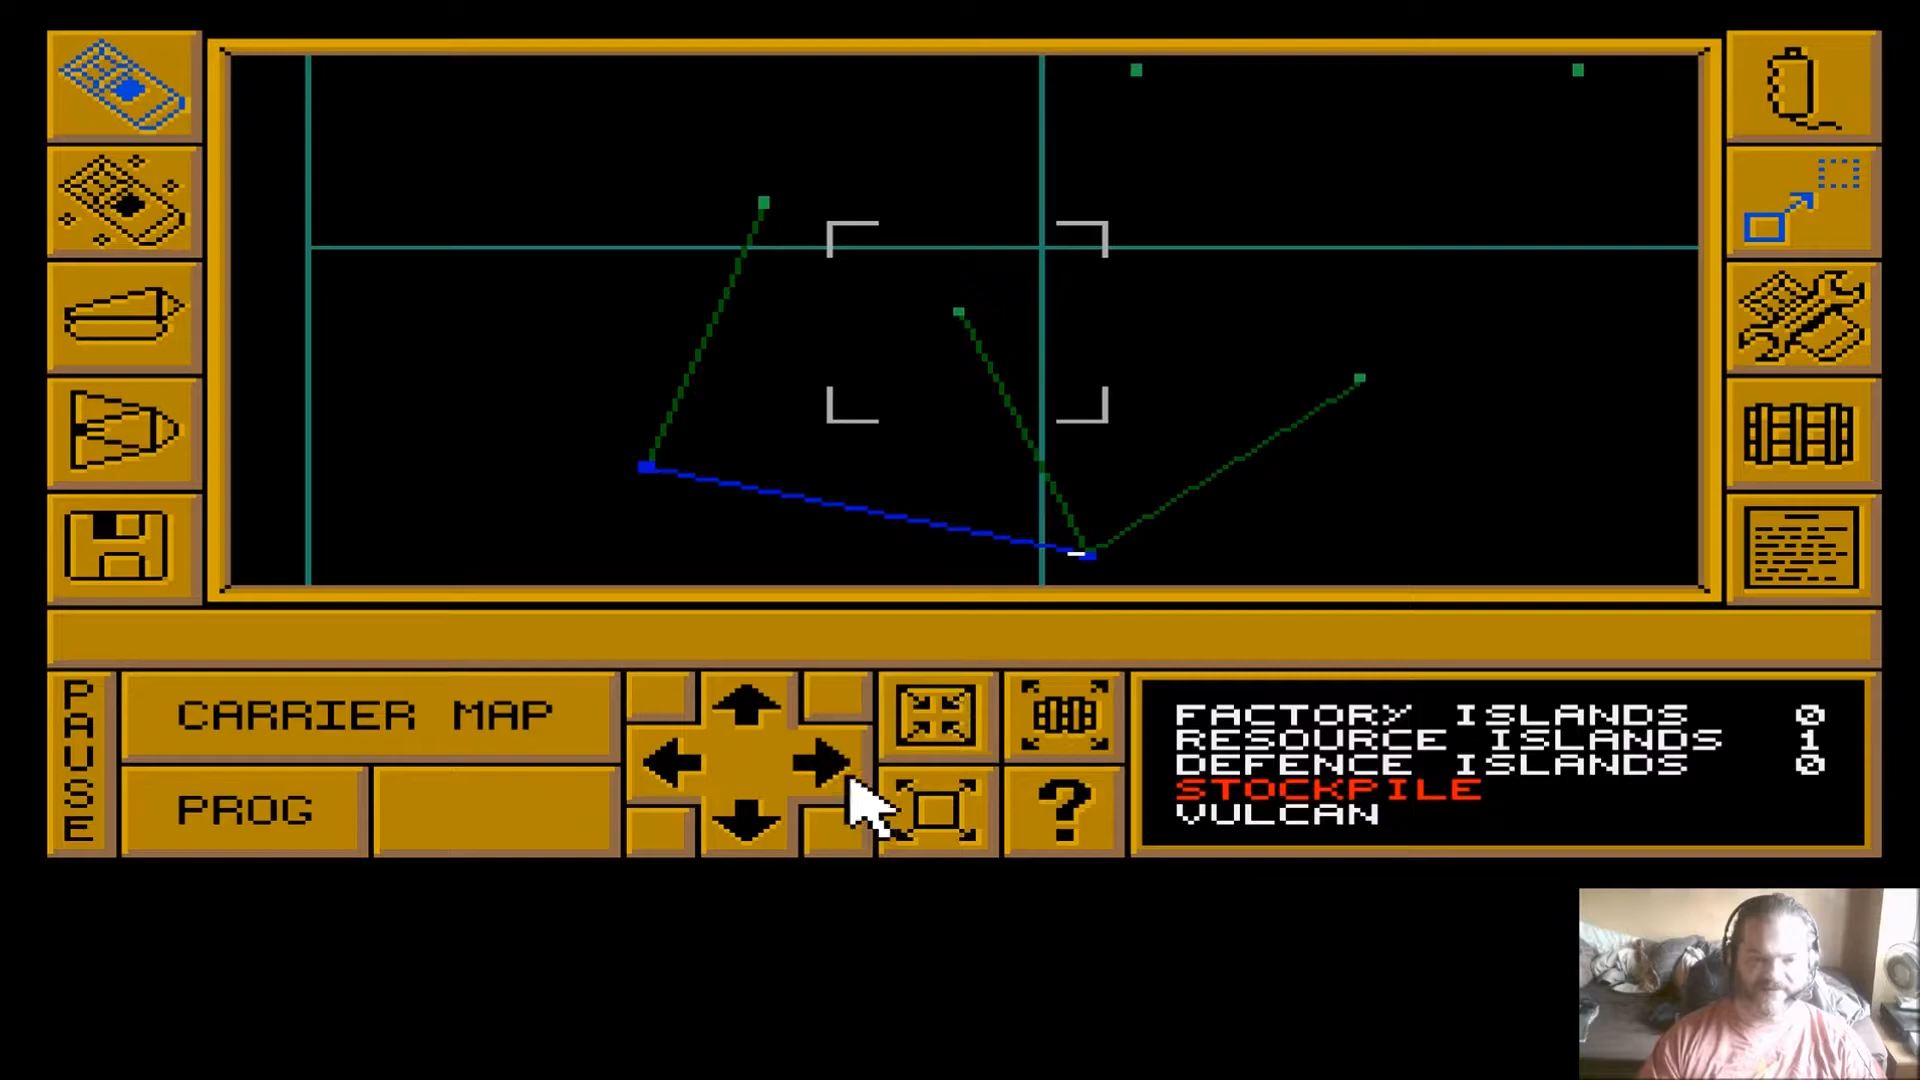 PAUSE
CARRIER MAP
PROG
?
FACTORY ISLANDS 0
RESOURCE ISLANDS 1
DEFENCE ISLANDS 0
STOCKPILE
VULCAN